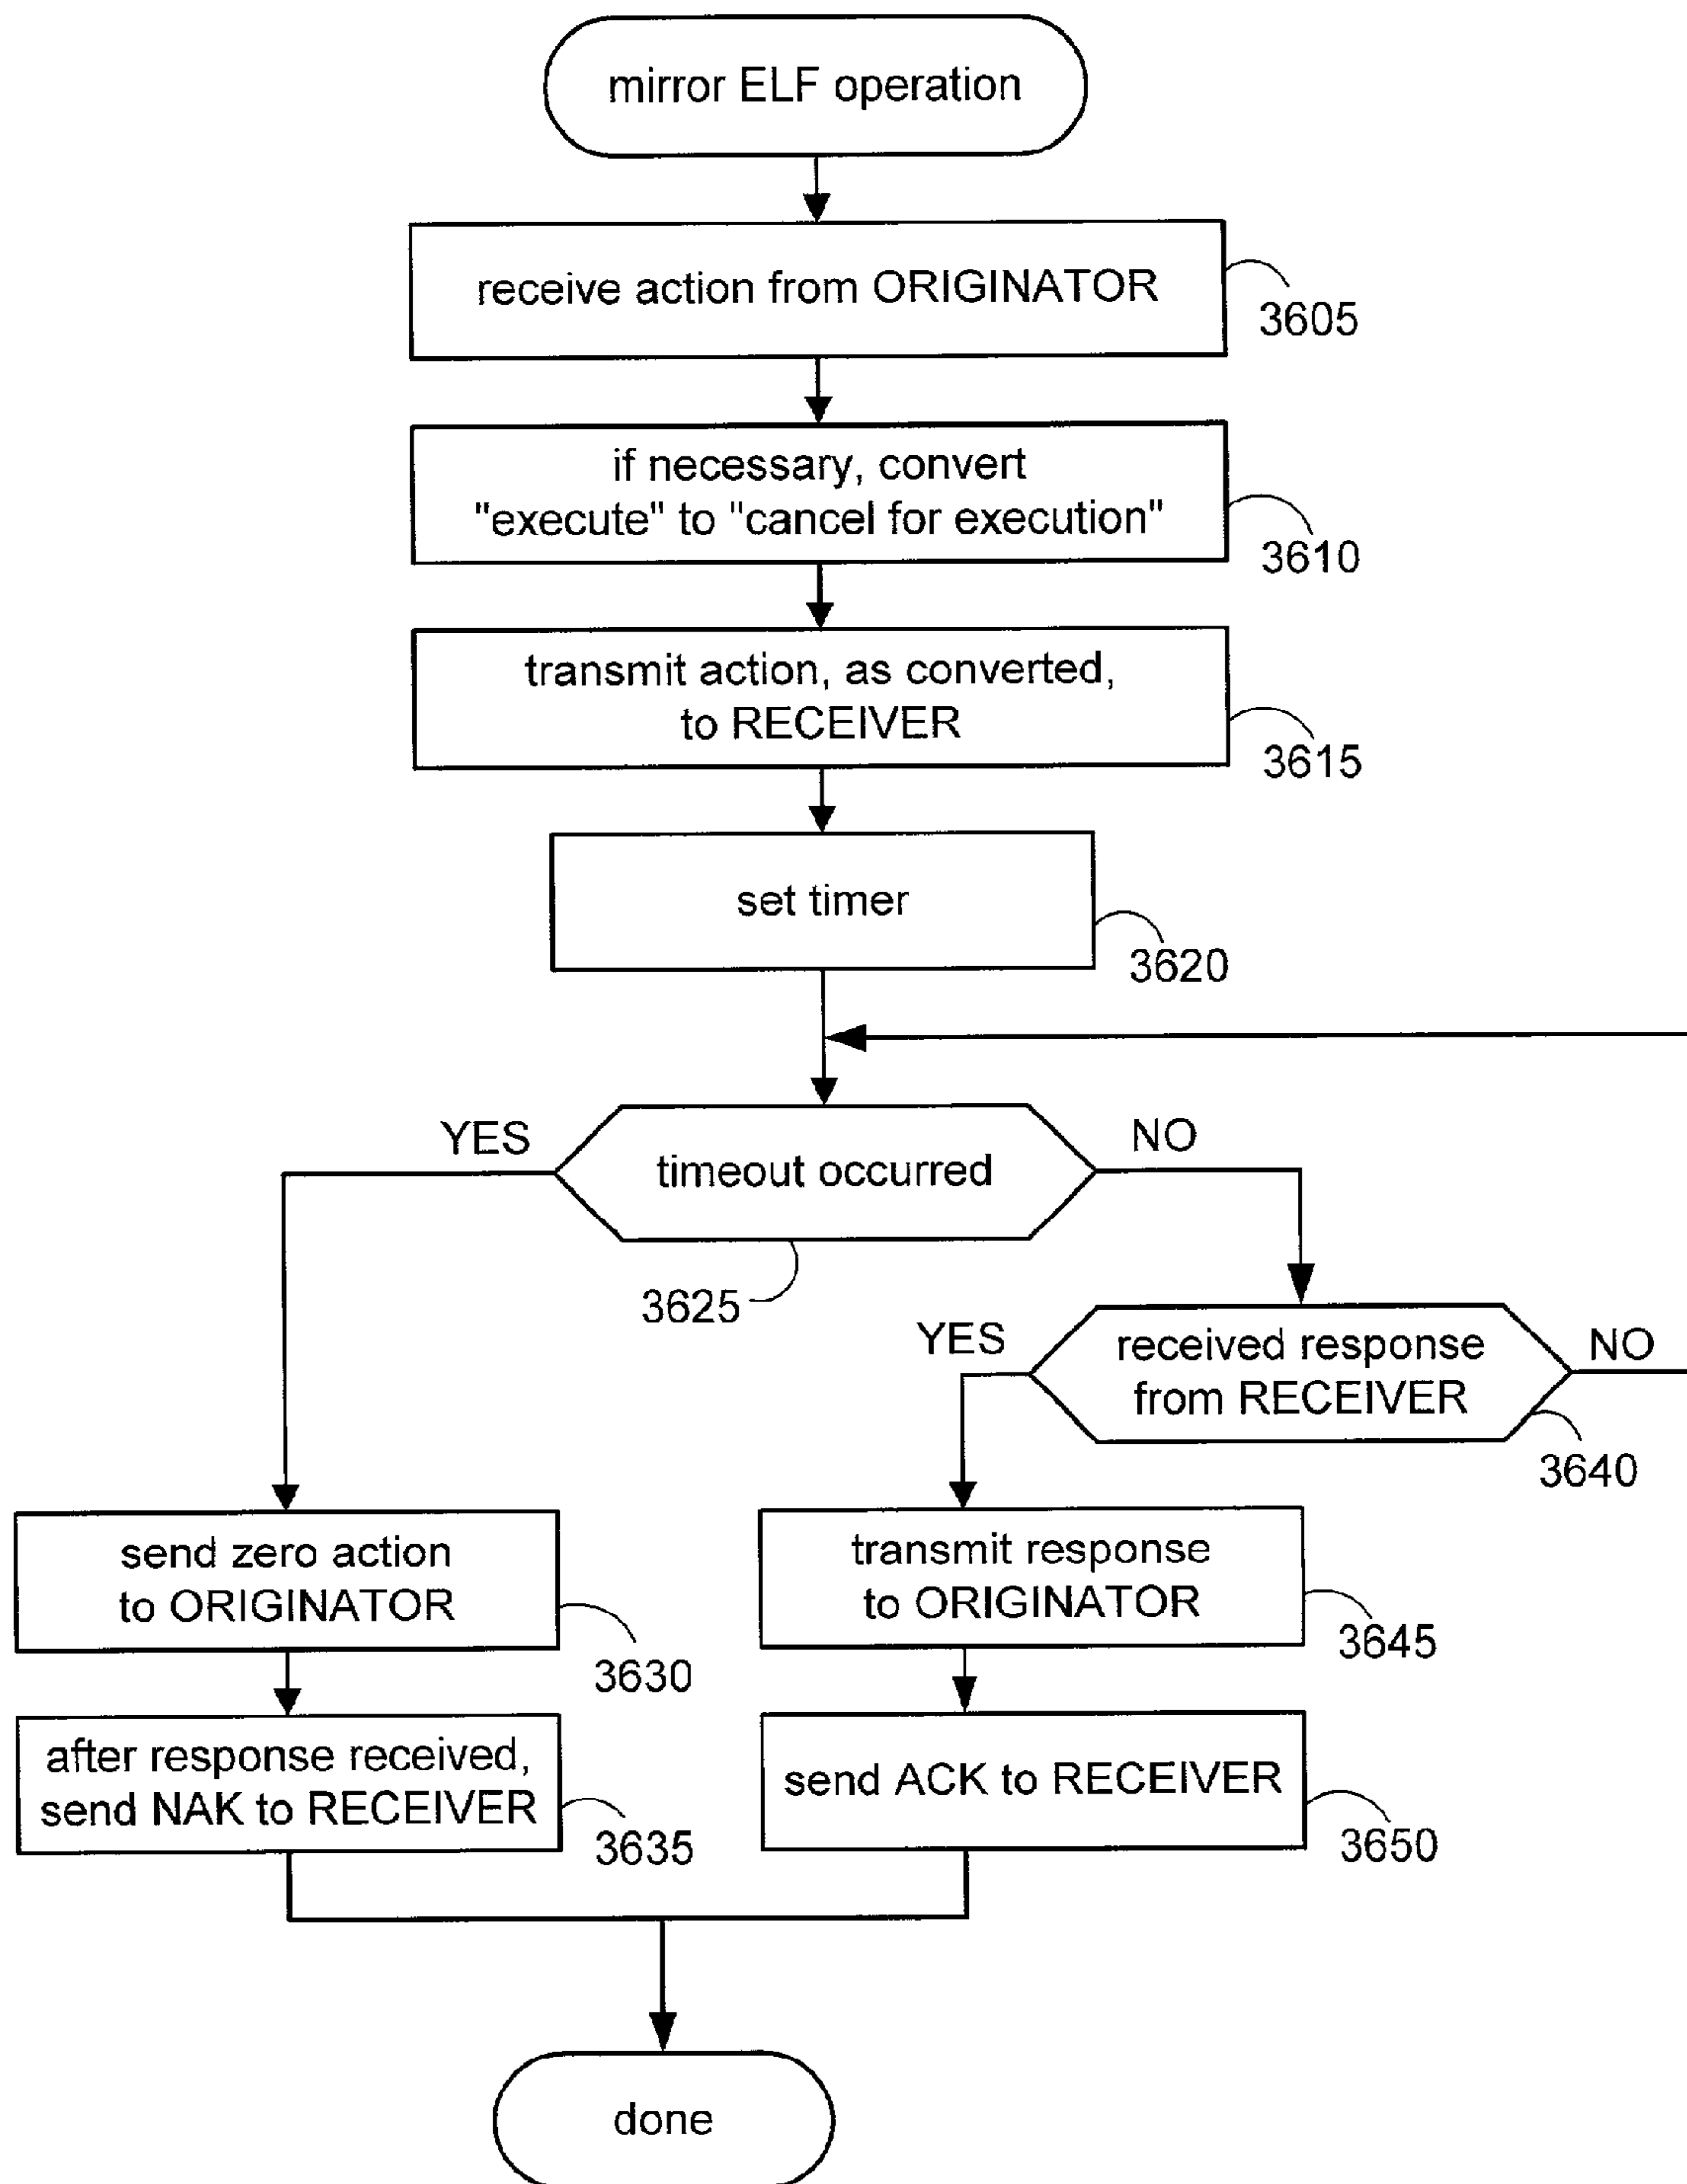 mirror ELF operation
receive action from ORIGINATOR
3605
if necessary, convert
"execute" to "cancel for execution"
3610
transmit action, as converted,
to RECEIVER
3615
set timer
3620
YES
timeout occurred
NO
3625
YES
received response
from RECEIVER
NO
3640
send zero action
to ORIGINATOR
3630
transmit response
to ORIGINATOR
3645
after response received,
send NAK to RECEIVER
3635
send ACK to RECEIVER
3650
done